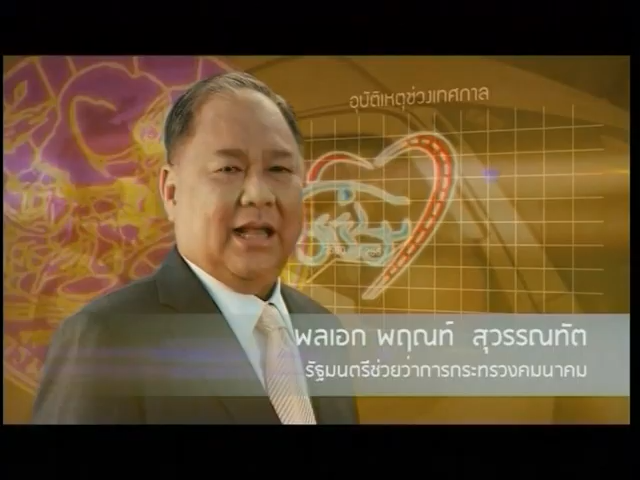 อุบัติเหตุช่วงเทศกาล
พลเอก พฤณท์ สุวรรณทัต
รัฐมนตรีช่วยว่าการกระทรวงคมนาคม